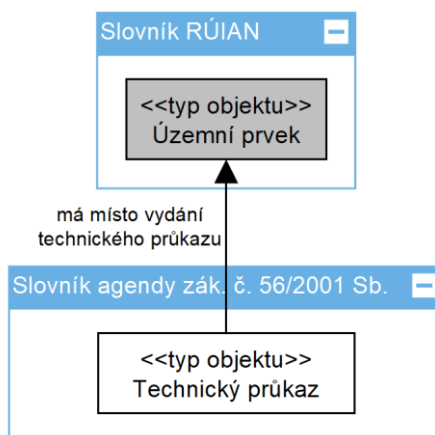 Slovník RÚIAN
<<typ objektu>>
Územní prvek
má místo vydání
technického průkazu
Slovník agendy zák. č. 56/2001 Sb.
<<typ objektu>>
Technický průkaz